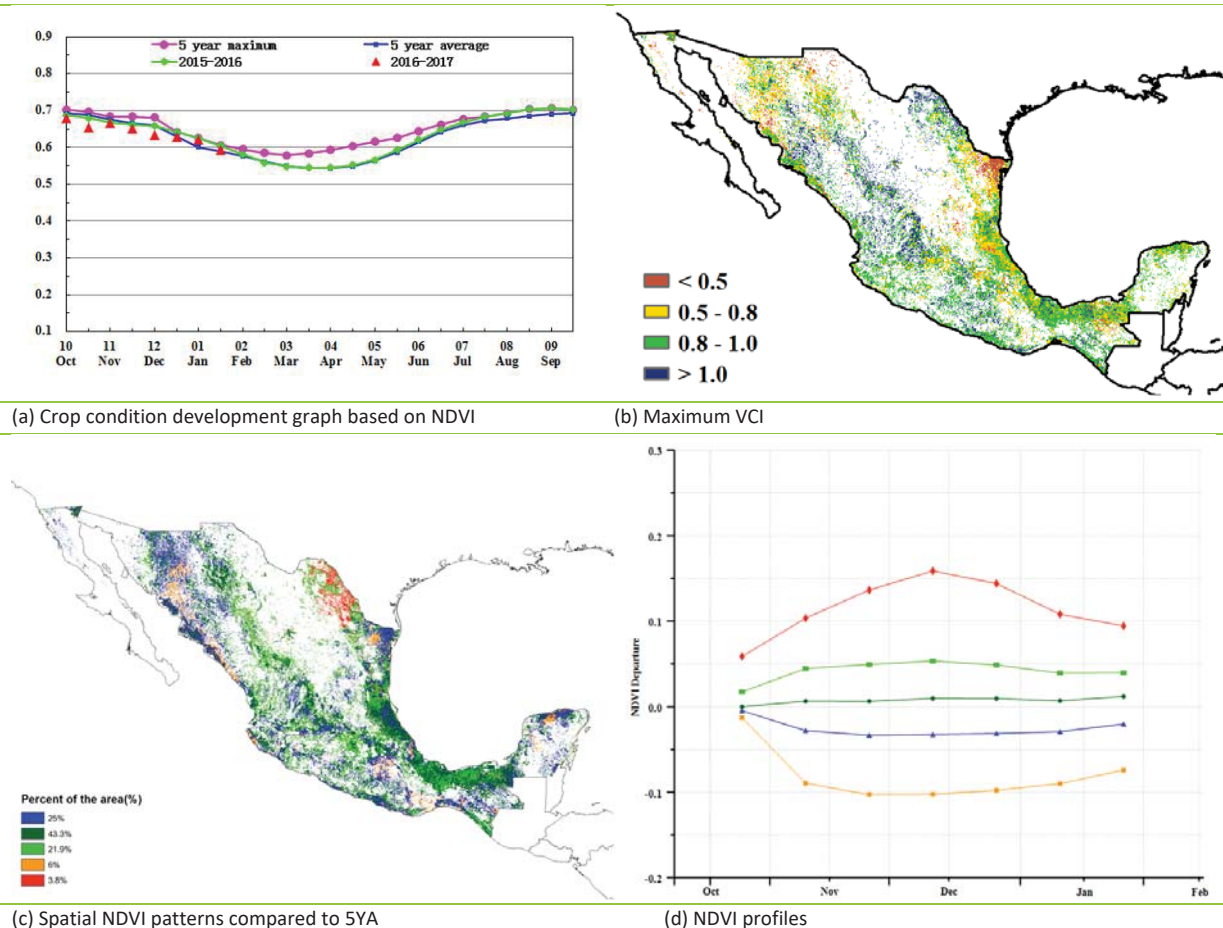 0.9
5 year maximum 5 year average
2015-2016 2016-2017
0.8
0.7
0.6
0.5
0.4
0.3
0.2
0.1
10 11 12 01 02 03 04 05 06 07 08 09
Oct Nov Dec Jan Feb Mar Apr May Jun Jul Aug Sep
< 0.5
0.5 - 0.8
0.8 - 1.0
> 1.0
(a) Crop condition development graph based on NDVI
(b) Maximum VCI
Percent of the area(%)
25%
43.3%
21.9%
6%
3.8%
0.3
0.2
0.1
0.0
-0.1
-0.2
NDVI Departure
Oct Nov Dec Jan Feb
(c) Spatial NDVI patterns compared to 5YA
(d) NDVI profiles